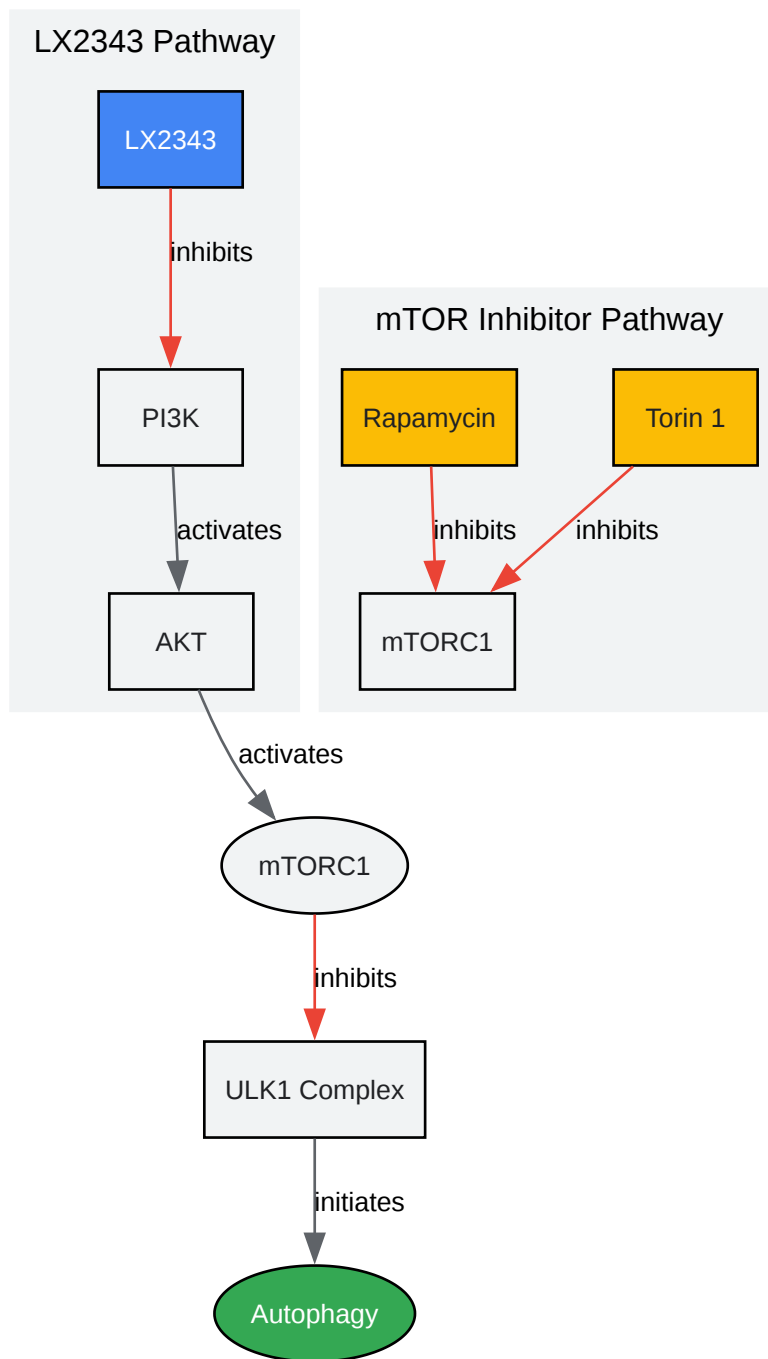 LX2343 Pathway
LX2343
inhibits
mTOR Inhibitor Pathway
PI3K
Rapamycin
Torin 1
activates
inhibits
inhibits
AKT
mTORC1
activates
mTORC1
inhibits
ULK1 Complex
initiates
Autophagy